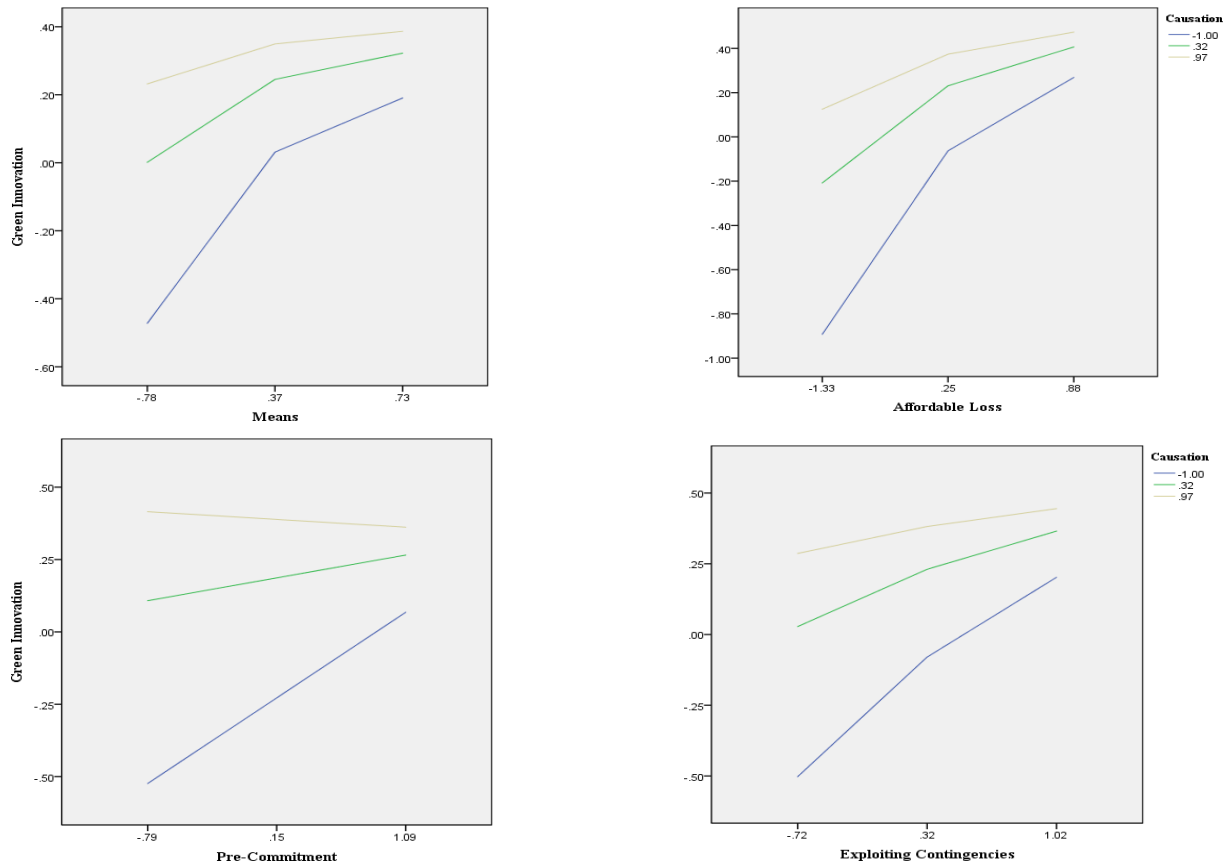 .40
.20
.00
-.20
-.40
-.60
Green Innovation
-.78 .37 .73
Means
.40
.20
.00
-.20
-.40
-.60
-.80
-1.00
-1.33 .25 .88
Affordable Loss
Causation
-1.00
.32
.97
.50
.25
.00
-.25
-.50
Green Innovation
-.79 .15 1.09
Pre-Commitment
.50
.25
.00
-.25
-.50
-.72 .32 1.02
Exploiting Contingencies
Causation
-1.00
.32
.97